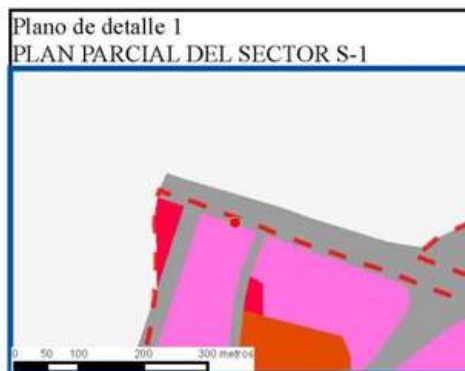 Plano de detalle 1
PLAN PARCIAL DEL SECTOR S-1
0 50 100 200 300 metros